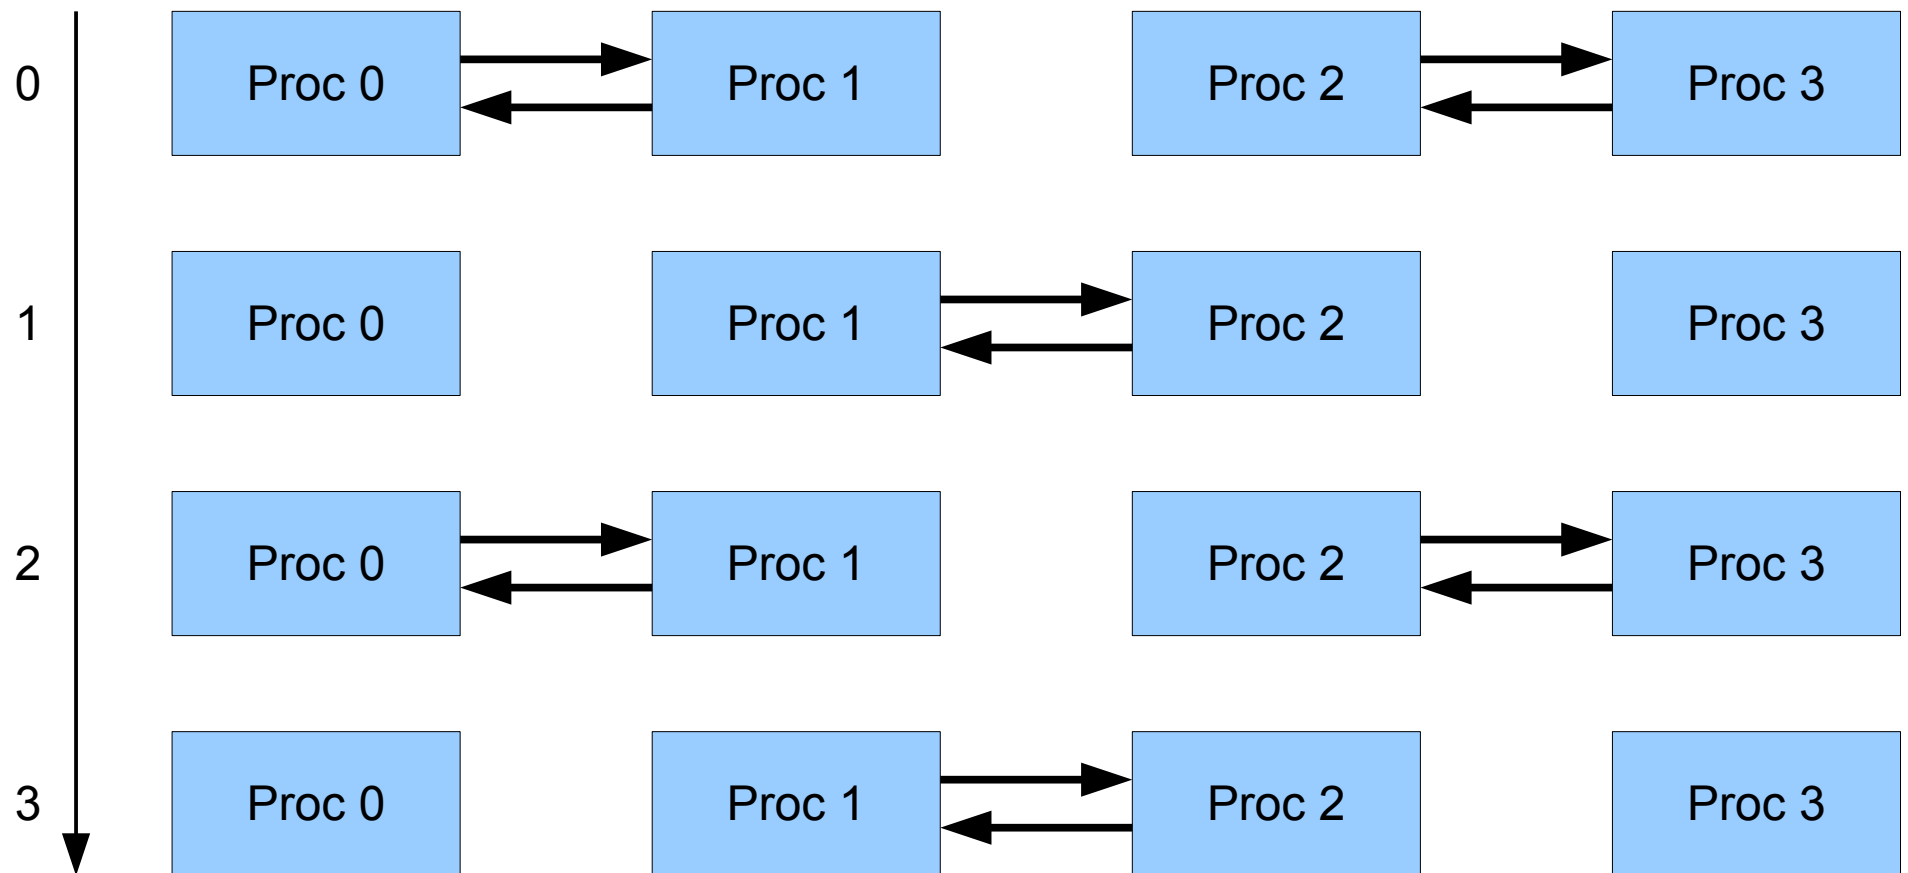 0 Proc 0 Proc 1 Proc 2 Proc 3
1 Proc 0 Proc 1 Proc 2 Proc 3
2 Proc 0 Proc 1 Proc 2 Proc 3
3 Proc 0 Proc 1 Proc 2 Proc 3